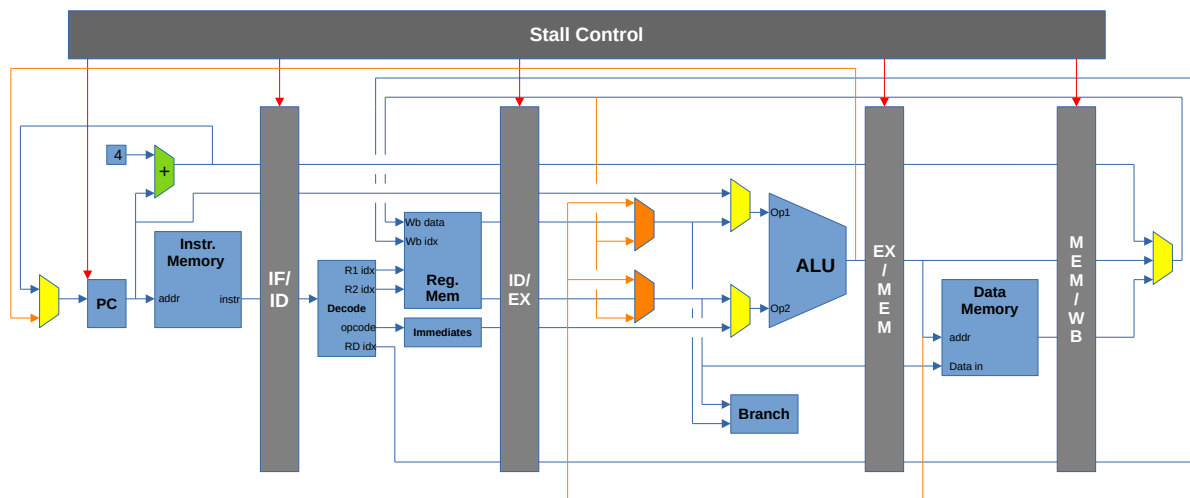 Stall Control
4
+
Instr.
Memory
addr
instr
PC
IF/
ID
R1 idx
R2 idx
Decode
opcode
RD idx
Wb data
Wb idx
Reg.
Mem
Immediates
ID/
EX
Op1
ALU
Op2
Branch
EX
/
M
E
M
Data
Memory
addr
Data in
M
E
M
/
W
B